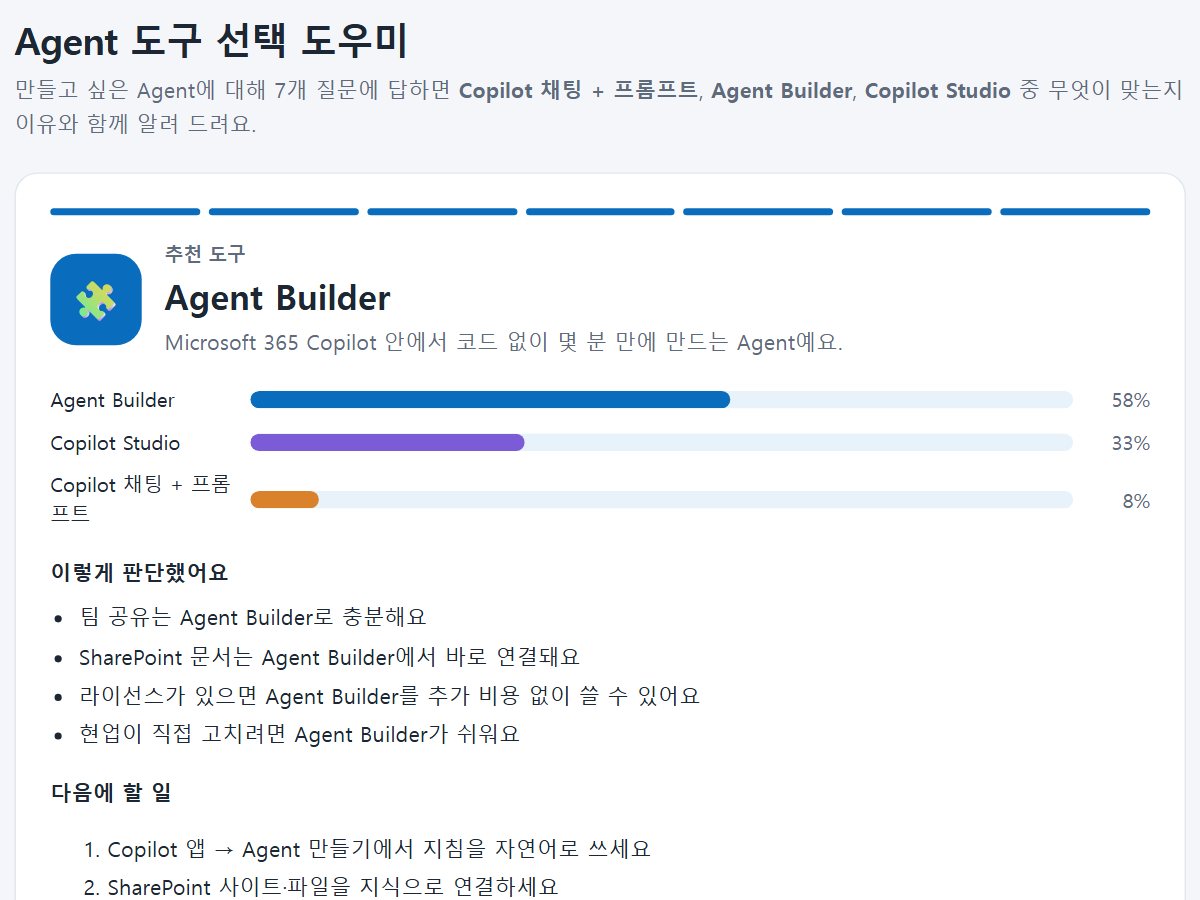 Agent 도구 선택 도우미
만들고 싶은 Agent에 대해 7개 질문에 답하면 Copilot 채팅 + 프롬프트, Agent Builder, Copilot Studio 중 무엇이 맞는지
이유와 함께 알려 드려요.
추천 도구
Agent Builder
Microsoft 365 Copilot 안에서 코드 없이 몇 분 만에 만드는 Agent예요.
Agent Builder 58%
Copilot Studio 33%
Copilot 채팅 + 프롬
프트 8%
이렇게 판단했어요
• 팀 공유는 Agent Builder로 충분해요
• SharePoint 문서는 Agent Builder에서 바로 연결돼요
• 라이선스가 있으면 Agent Builder를 추가 비용 없이 쓸 수 있어요
• 현업이 직접 고치려면 Agent Builder가 쉬워요
다음에 할 일
1. Copilot 앱 → Agent 만들기에서 지침을 자연어로 쓰세요
2. SharePoint 사이트·파일을 지식으로 연결하세요